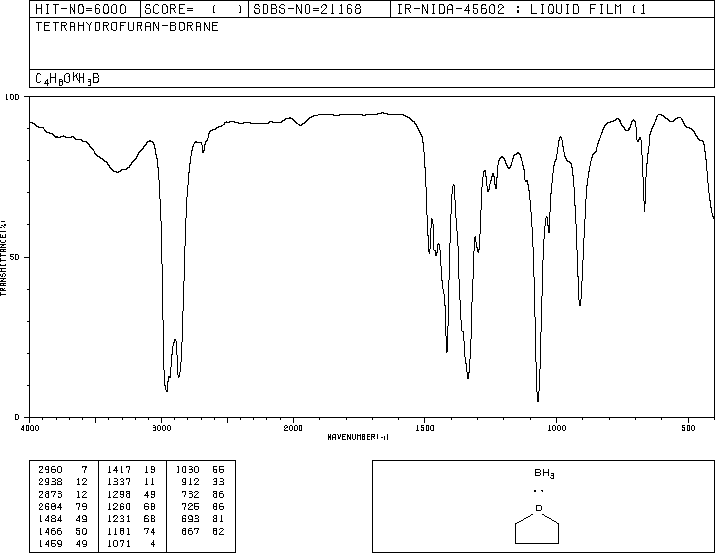 HIT-NO=6000 SCORE= ( ) SDBS-NO=21168 IR-NIDA-45602 : LIQUID FILM (1
TETRAHYDROFURAN-BORANE
C4H8OH3B
100
50
0
TRANSMITTANCE(%)
4000 3000 2000 1500 1000 500
WAVENUMBER(-1)
2960 7 1417 19 1030 66
2938 12 1337 11 912 33
2873 12 1298 49 732 86
2684 79 1260 68 726 86
1484 49 1231 68 693 81
1466 50 1181 74 667 62
1459 49 1071 4
BH3
O